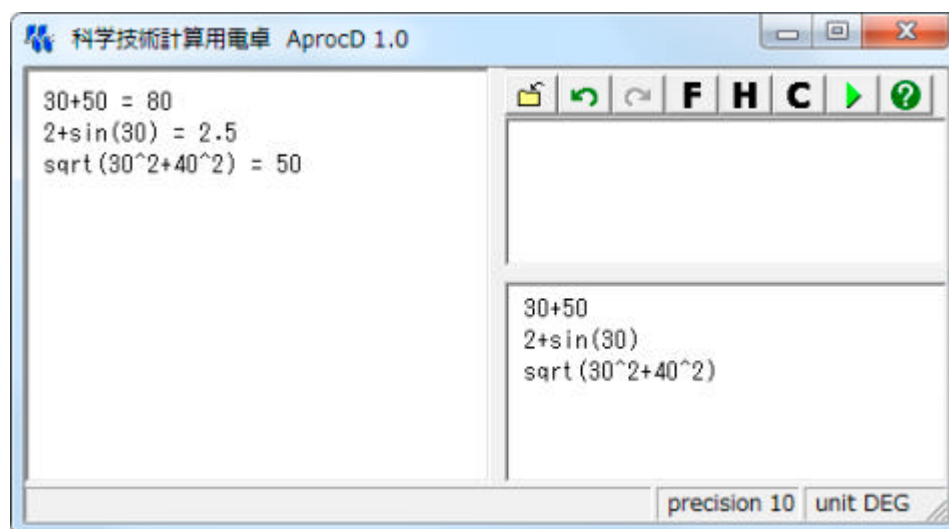 科学技術計算用電卓 AprocD 1.0
30+50 = 80
2+sin(30) = 2.5
sqrt(30^2+40^2) = 50
F H C ?
30+50
2+sin(30)
sqrt(30^2+40^2)
precision 10 unit DEG